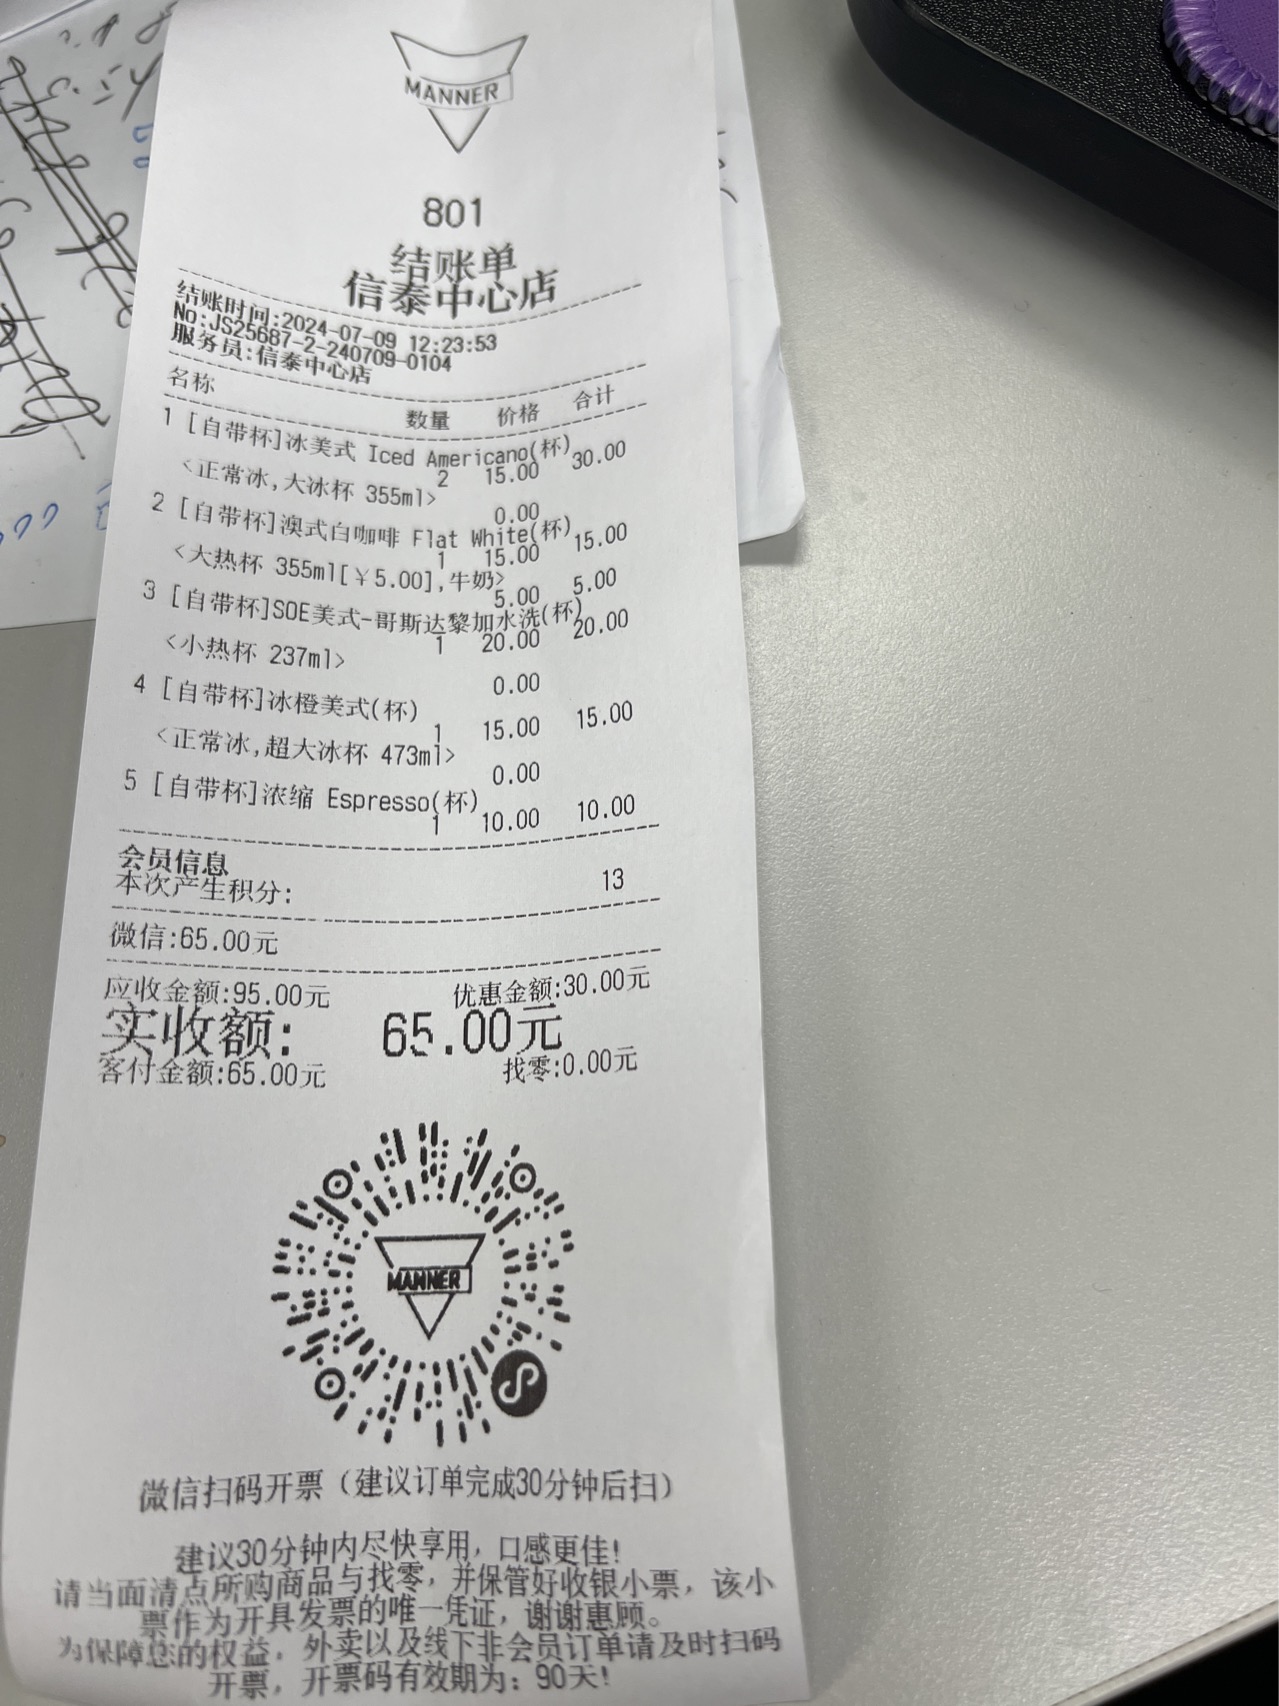 MANNER
801
结账单
信泰中心店
结账时间:2024-07-09 12:23:53
No:JS25687-2-240709-0104
服务员:信泰中心店
名称 数量 价格 合计
1 [自带杯]冰美式 Iced Americano(杯)
2 15.00 30.00
<正常冰,大冰杯 355ml>
0.00
2 [自带杯]澳式白咖啡 Flat White(杯)
1 15.00 15.00
<大热杯 355ml[￥5.00],牛奶>
5.00 5.00
3 [自带杯]SOE美式-哥斯达黎加水洗(杯)
1 20.00 20.00
<小热杯 237ml>
0.00
4 [自带杯]冰橙美式(杯)
1 15.00 15.00
<正常冰,超大冰杯 473ml>
0.00
5 [自带杯]浓缩 Espresso(杯)
1 10.00 10.00
会员信息
本次产生积分: 13
微信:65.00元
应收金额:95.00元 优惠金额:30.00元
实收额: 65.00元
客付金额:65.00元 找零:0.00元
MANNER
微信扫码开票（建议订单完成30分钟后扫）
建议30分钟内尽快享用，口感更佳!
请当面清点所购商品与找零，并保管好收银小票，该小
票作为开具发票的唯一凭证，谢谢惠顾。
为保障您的权益，外卖以及线下非会员订单请及时扫码
开票，开票码有效期为：90天!